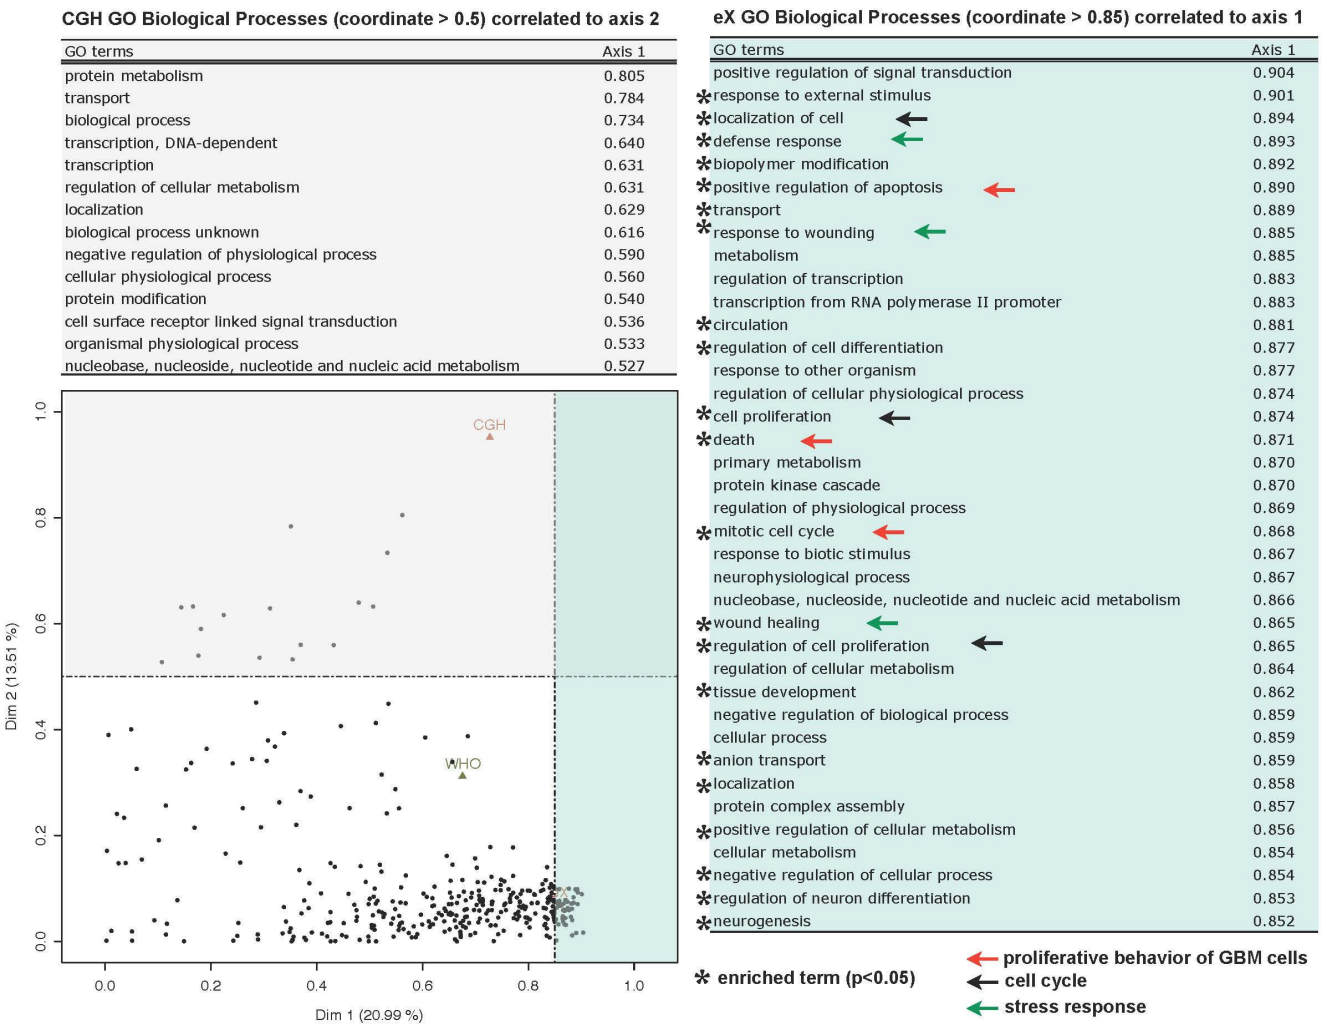 CGH GO Biological Processes (coordinate > 0.5) correlated to axis 2
GO terms Axis 1
protein metabolism 0.805
transport 0.784
biological process 0.734
transcription, DNA-dependent 0.640
transcription 0.631
regulation of cellular metabolism 0.631
localization 0.629
biological process unknown 0.616
negative regulation of physiological process 0.590
cellular physiological process 0.560
protein modification 0.540
cell surface receptor linked signal transduction 0.536
organismal physiological process 0.533
nucleobase, nucleoside, nucleotide and nucleic acid metabolism 0.527
CGH
WHO
1.0
0.8
0.6
0.4
0.2
0.0
Dim 2 (13.51 %)
0.0 0.2 0.4 0.6 0.8 1.0
Dim 1 (20.99 %)
eX GO Biological Processes (coordinate > 0.85) correlated to axis 1
GO terms Axis 1
positive regulation of signal transduction 0.904
* response to external stimulus 0.901
* localization of cell 0.894
* defense response 0.893
* biopolymer modification 0.892
* positive regulation of apoptosis 0.890
* transport 0.889
* response to wounding 0.885
metabolism 0.885
regulation of transcription 0.883
transcription from RNA polymerase II promoter 0.883
* circulation 0.881
* regulation of cell differentiation 0.877
response to other organism 0.877
regulation of cellular physiological process 0.874
* cell proliferation 0.874
* death 0.871
primary metabolism 0.870
protein kinase cascade 0.870
regulation of physiological process 0.869
* mitotic cell cycle 0.868
response to biotic stimulus 0.867
neurophysiological process 0.867
nucleobase, nucleoside, nucleotide and nucleic acid metabolism 0.866
* wound healing 0.865
* regulation of cell proliferation 0.865
regulation of cellular metabolism 0.864
* tissue development 0.862
negative regulation of biological process 0.859
cellular process 0.859
* anion transport 0.859
* localization 0.858
protein complex assembly 0.857
* positive regulation of cellular metabolism 0.856
cellular metabolism 0.854
* negative regulation of cellular process 0.854
* regulation of neuron differentiation 0.853
* neurogenesis 0.852
* enriched term (p<0.05)
proliferative behavior of GBM cells
cell cycle
stress response